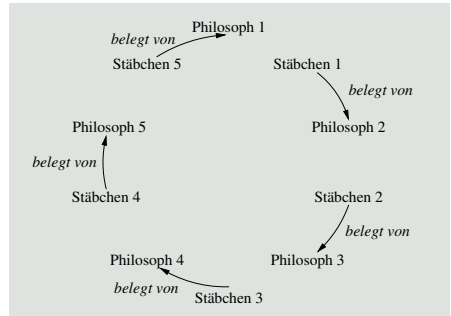 Philosoph 1
belegt von
Stäbchen 5
Stäbchen 1
belegt von
Philosoph 5
Philosoph 2
belegt von
Stäbchen 4
Stäbchen 2
belegt von
Philosoph 4
Philosoph 3
belegt von
Stäbchen 3